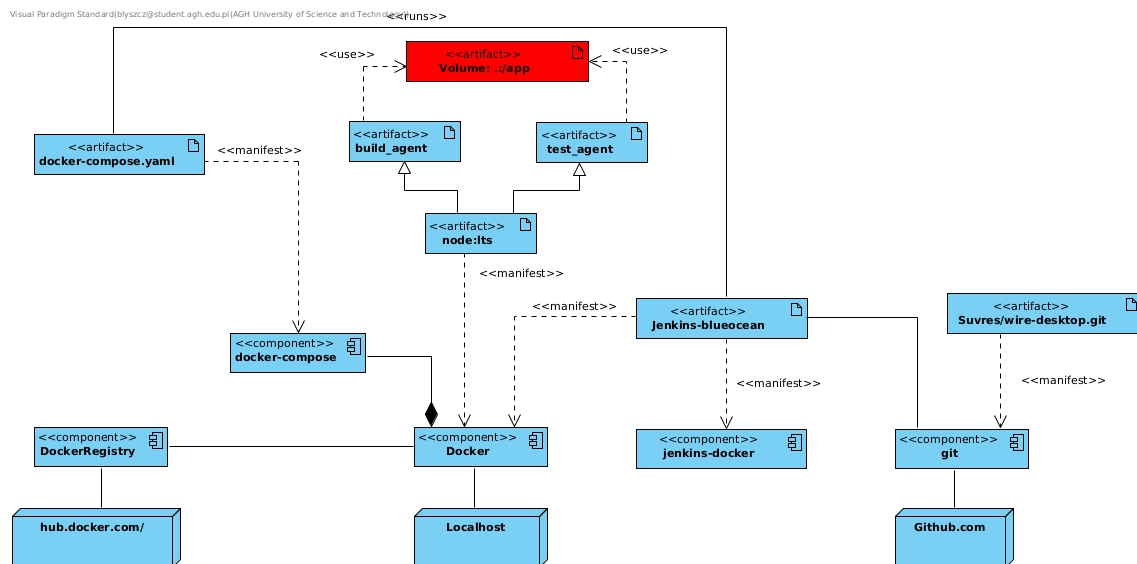 Visual Paradigm Standard(blyszcz@student.agh.edu.pl(AGH University of Science and Technology))
<<runs>>
<<use>>
<<artifact>>
Volume: .:/app
<<use>>
<<artifact>>
docker-compose.yaml
<<manifest>>
<<artifact>>
build_agent
<<artifact>>
test_agent
<<artifact>>
node:lts
<<manifest>>
<<manifest>>
<<artifact>>
Jenkins-blueocean
<<artifact>>
Suvres/wire-desktop.git
<<component>>
docker-compose
<<manifest>>
<<manifest>>
<<component>>
DockerRegistry
<<component>>
Docker
<<component>>
jenkins-docker
<<component>>
git
hub.docker.com/
Localhost
Github.com